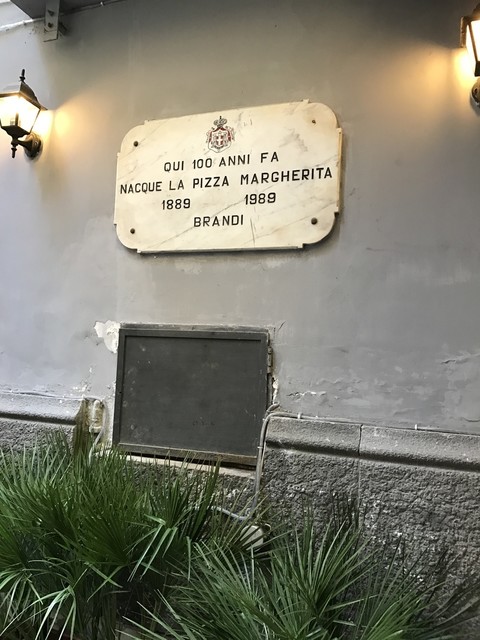 QUI 100 ANNI FA
NACQUE LA PIZZA MARGHERITA
1889 1989
BRANDI